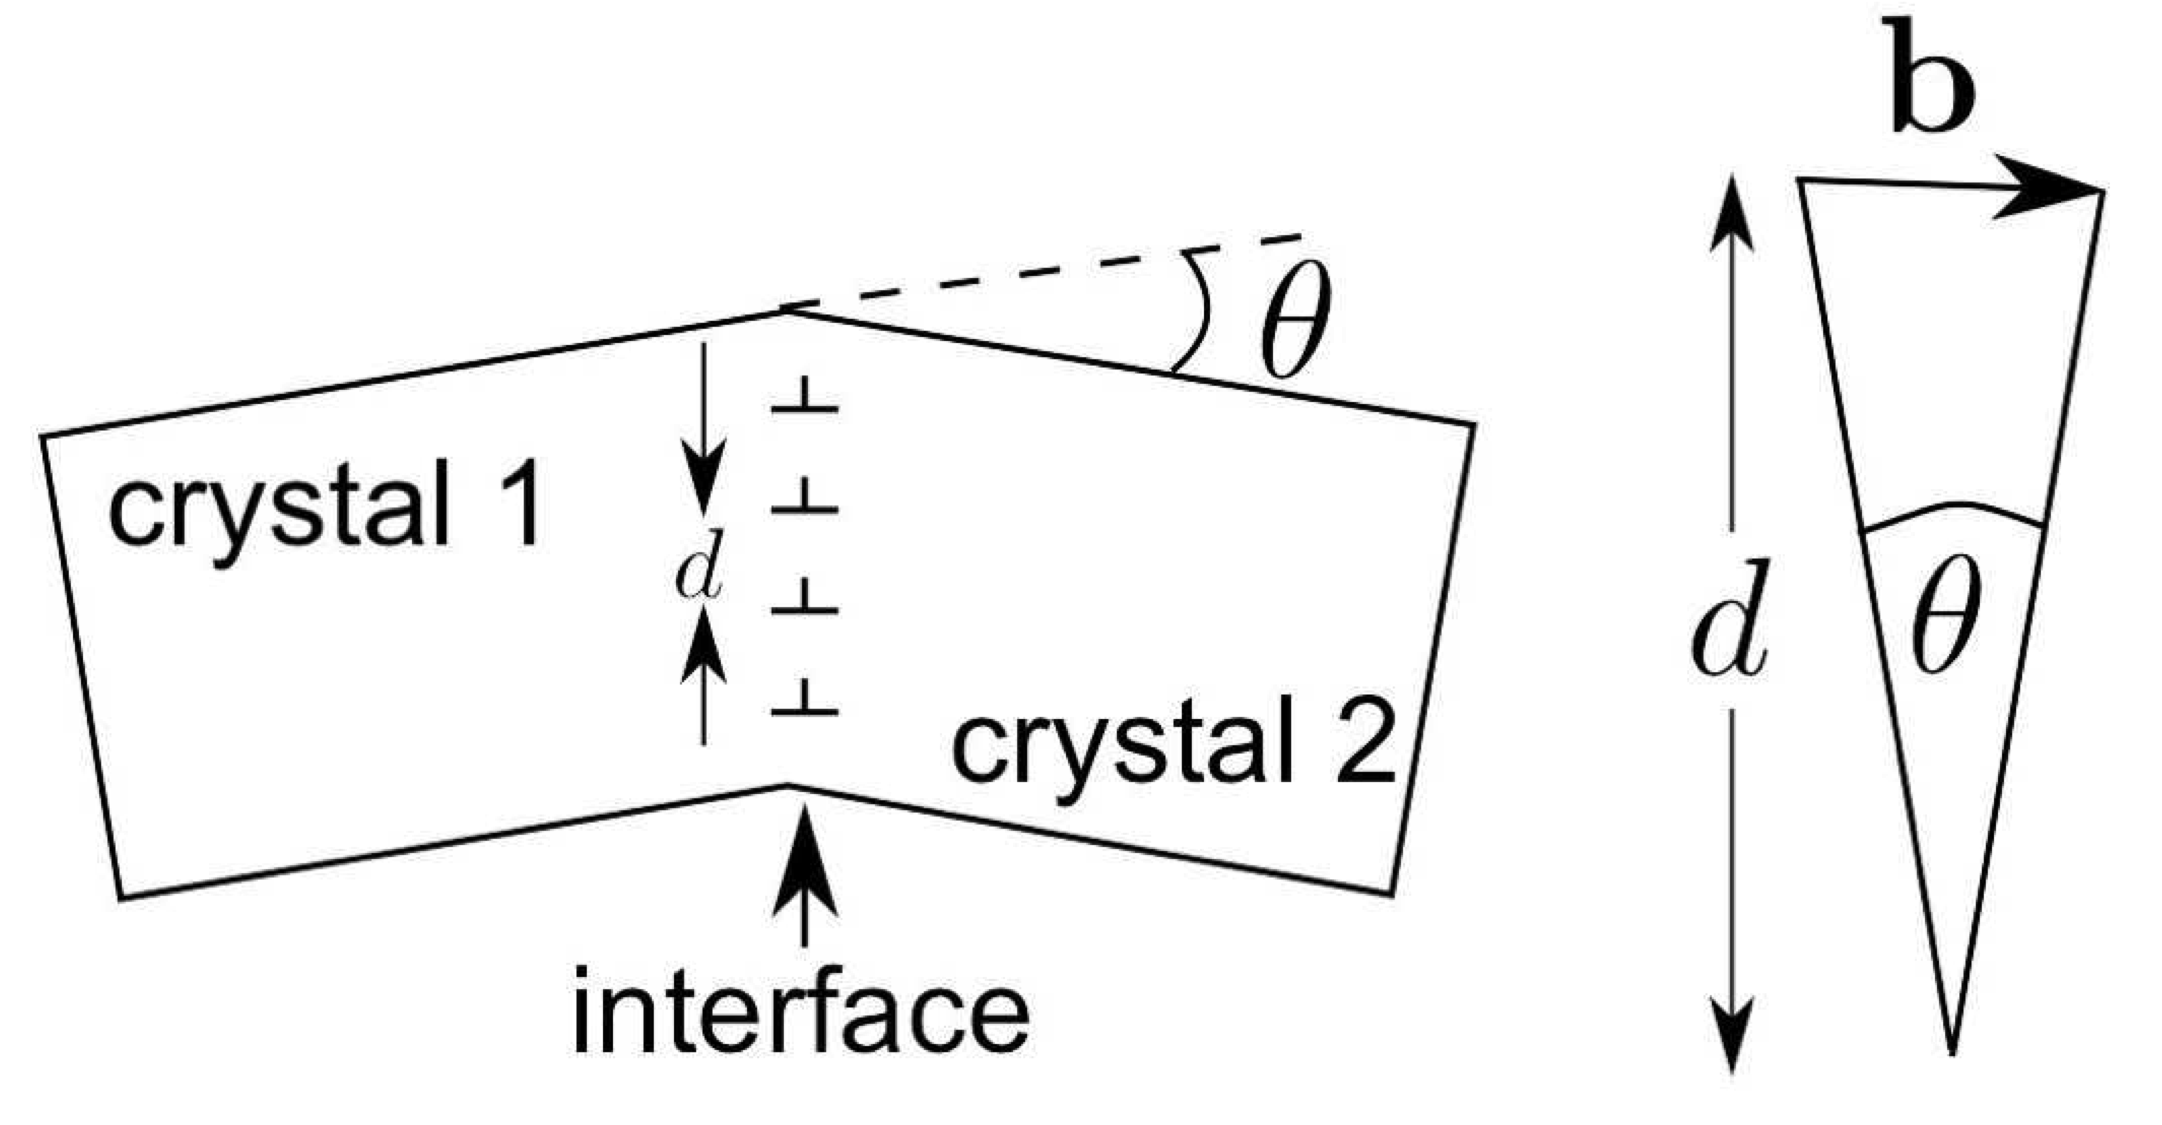 b
θ
crystal 1
d
d
θ
crystal 2
interface